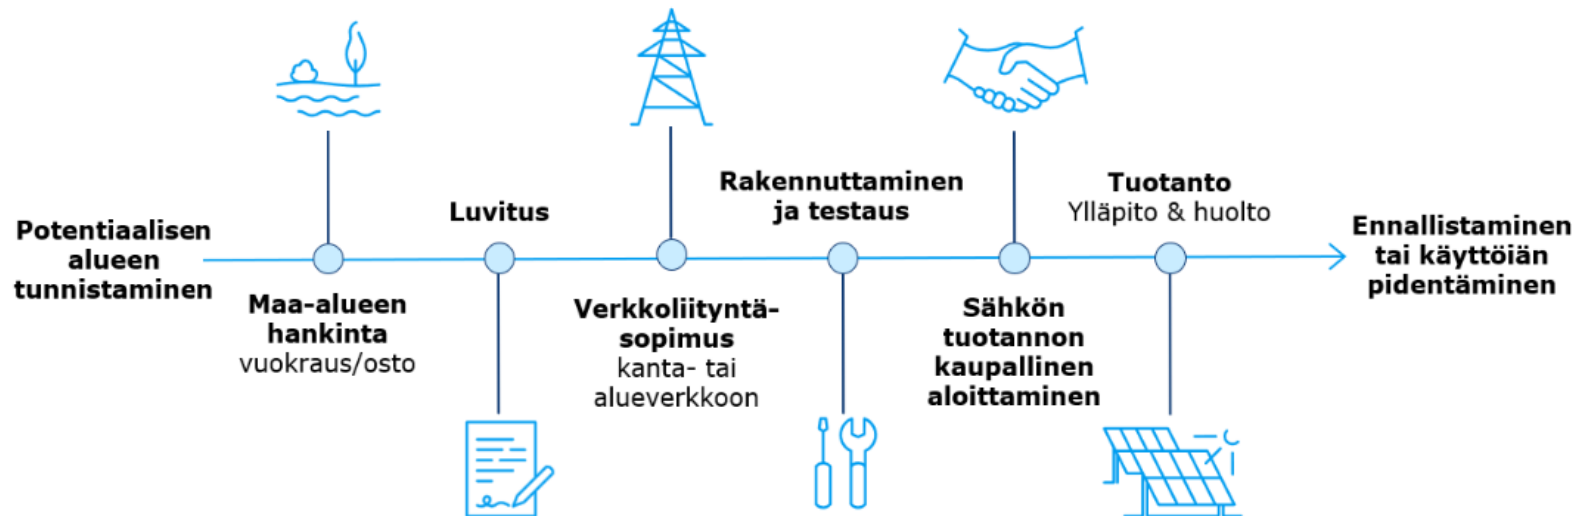 Potentiaalisen
alueen
tunnistaminen
Maa-alueen
hankinta
vuokraus/osto
Luvitus
Verkkoliityntä-
sopimus
kanta- tai
alueverkkoon
Rakennuttaminen
ja testaus
Sähkön
tuotannon
kaupallinen
aloittaminen
Tuotanto
Ylläpito & huolto
Ennallistaminen
tai käyttöiän
pidentäminen